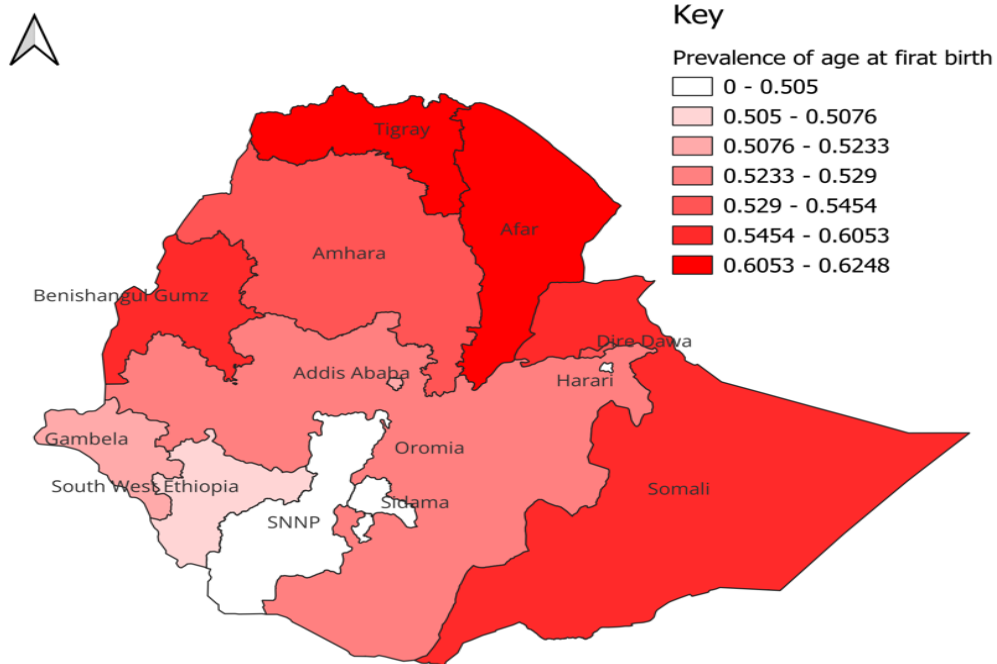 Key
Prevalence of age at firat birth
0 - 0.505
0.505 - 0.5076
0.5076 - 0.5233
0.5233 - 0.529
0.529 - 0.5454
0.5454 - 0.6053
0.6053 - 0.6248
Tigray
Afar
Amhara
Benishangul Gumz
Dire Dawa
Addis Ababa
Harari
Gambela
Oromia
South West Ethiopia
Somali
Sidama
SNNP